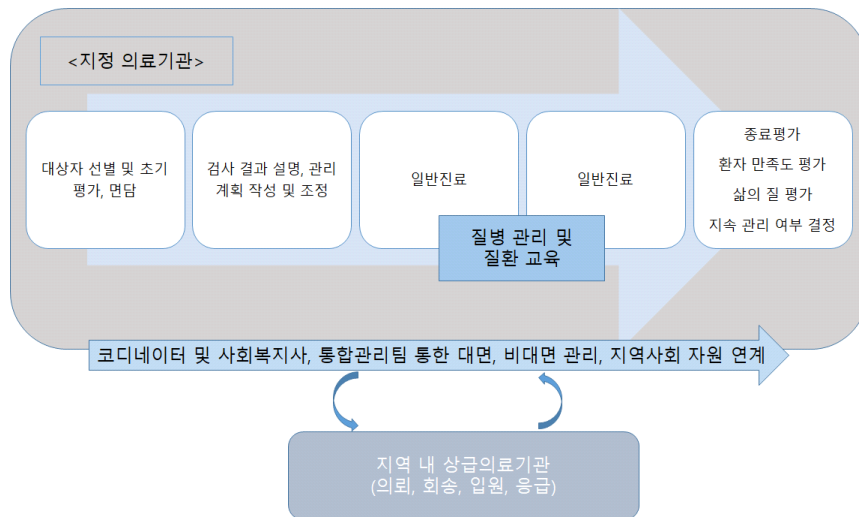 <지정 의료기관>
대상자 선별 및 초기
평가, 면담
검사 결과 설명, 관리
계획 작성 및 조정
일반진료
일반진료
종료평가
환자 만족도 평가
삶의 질 평가
지속 관리 여부 결정
질병 관리 및
질환 교육
코디네이터 및 사회복지사, 통합관리팀 통한 대면, 비대면 관리, 지역사회 자원 연계
지역 내 상급의료기관
(의뢰, 회송, 입원, 응급)